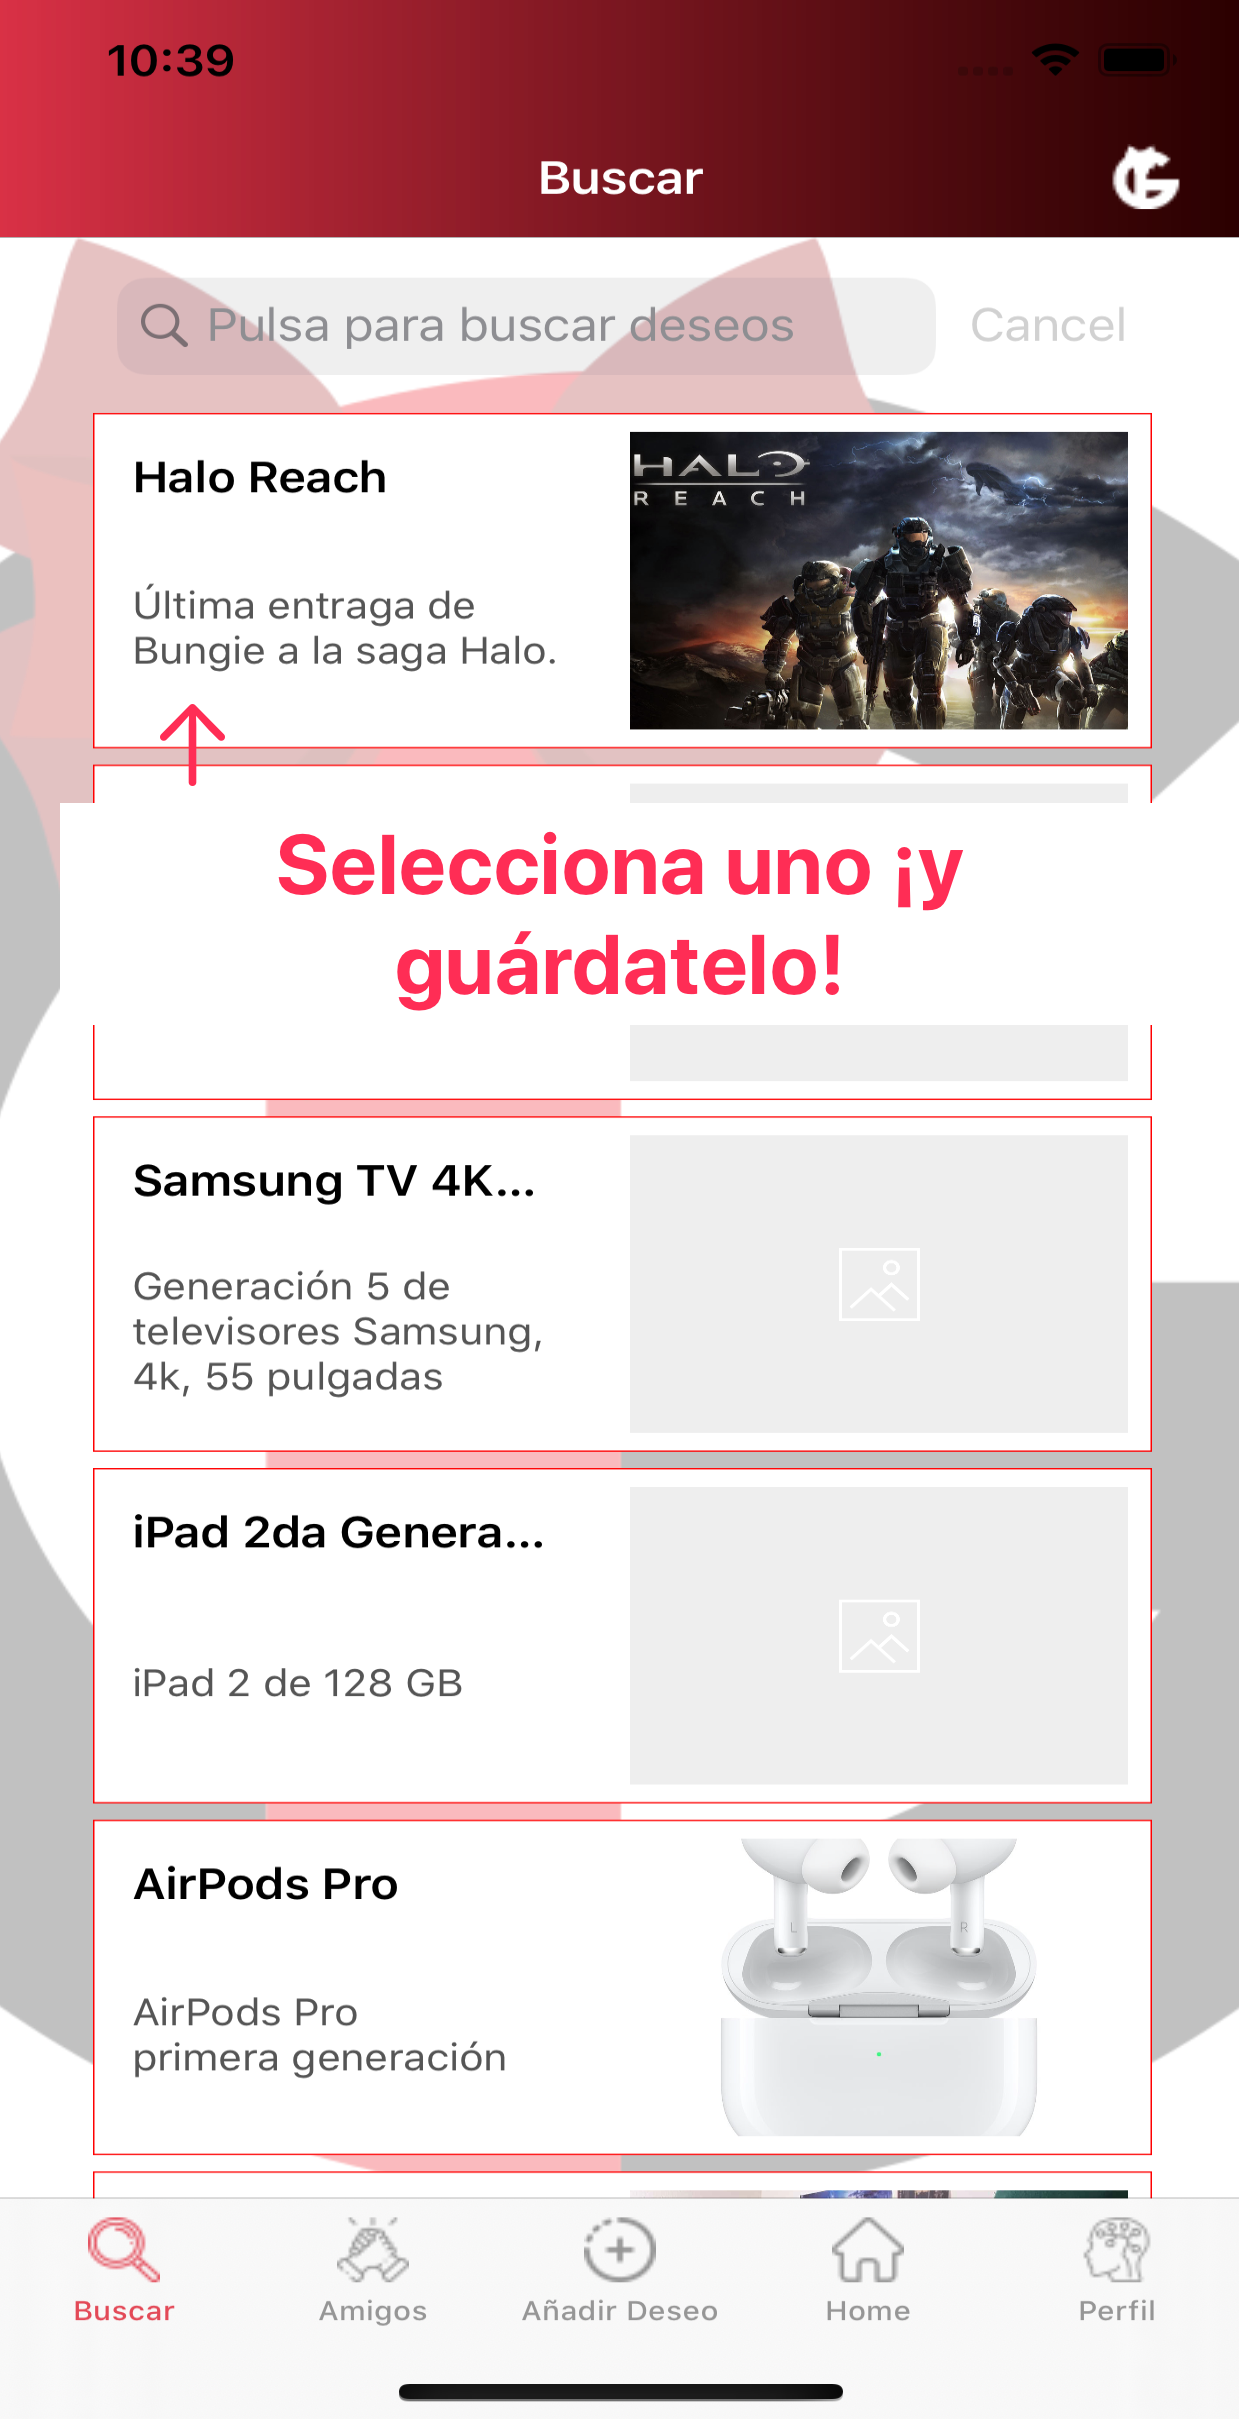 10:39
Buscar
Pulsa para buscar deseos
Cancel
Halo Reach
HALO
REACH
Última entraga de
Bungie a la saga Halo.
Selecciona uno ¡y
guárdatelo!
Samsung TV 4K...
Generación 5 de
televisores Samsung,
4k, 55 pulgadas
iPad 2da Genera...
iPad 2 de 128 GB
AirPods Pro
L
R
AirPods Pro
primera generación
Buscar
Amigos
Añadir Deseo
Home
Perfil